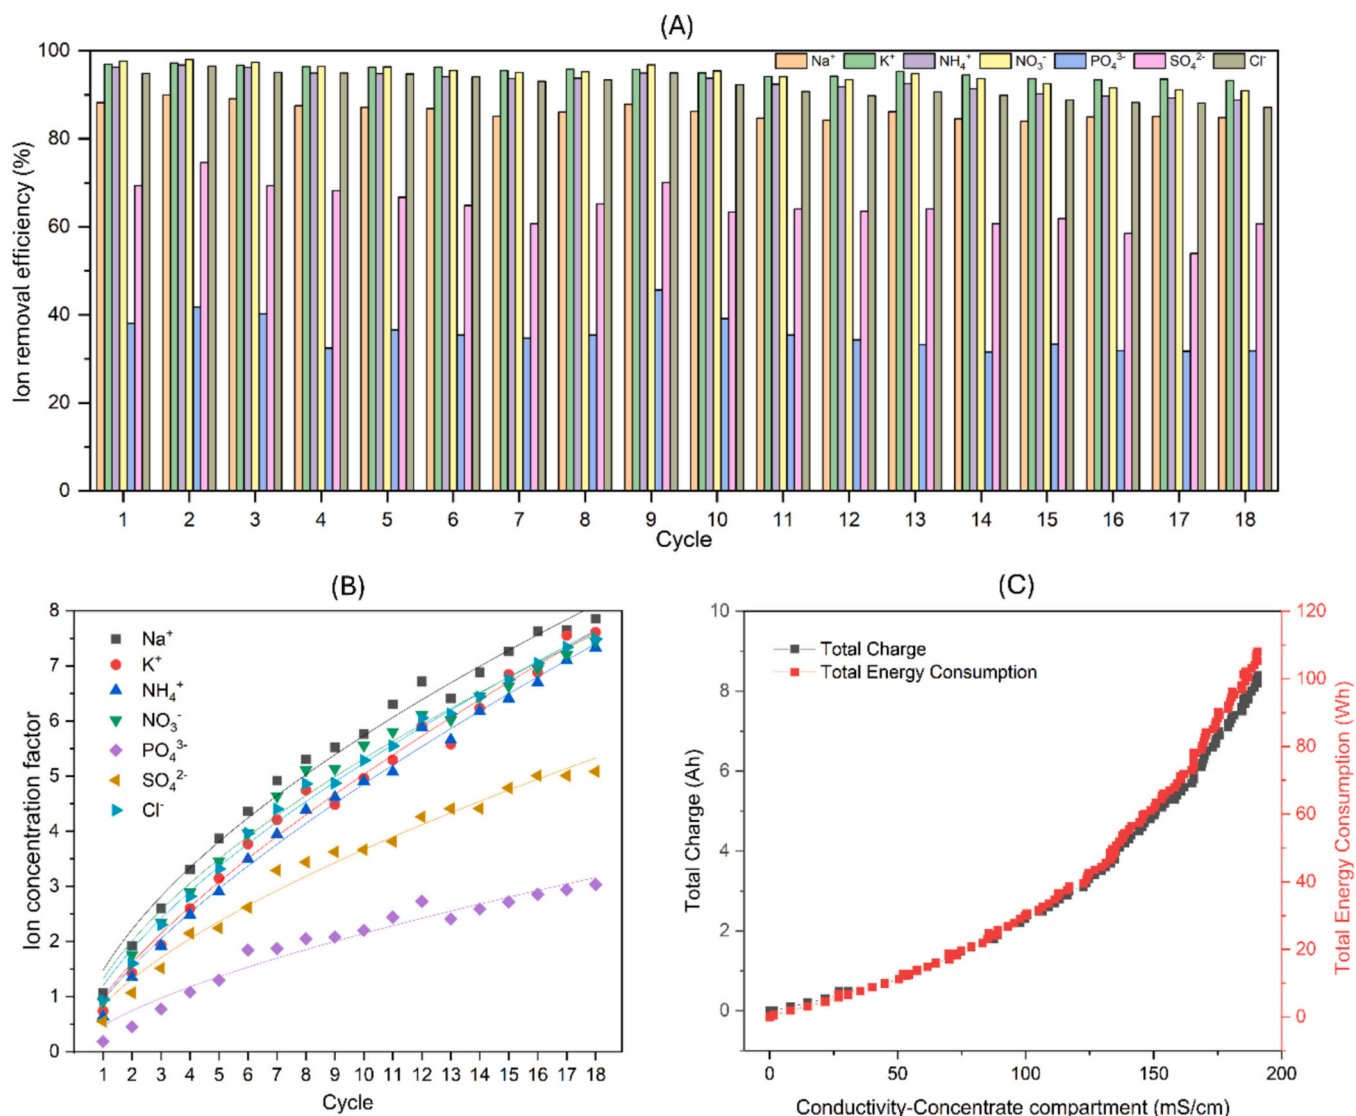 (A)
Ion removal efficiency (%)
100
80
60
40
20
0
Na⁺ K⁺ NH₄⁺ NO₃⁻ PO₄³⁻ SO₄²⁻ Cl⁻
1 2 3 4 5 6 7 8 9 10 11 12 13 14 15 16 17 18
Cycle
(B)
Ion concentration factor
8
7
6
5
4
3
2
1
0
Na⁺
K⁺
NH₄⁺
NO₃⁻
PO₄³⁻
SO₄²⁻
Cl⁻
1 2 3 4 5 6 7 8 9 10 11 12 13 14 15 16 17 18
Cycle
(C)
Total Charge (Ah)
10
8
6
4
2
0
Total Charge
Total Energy Consumption
120
100
80
60
40
20
0
Total Energy Consumption (Wh)
0 50 100 150 200
Conductivity-Concentrate compartment (mS/cm)